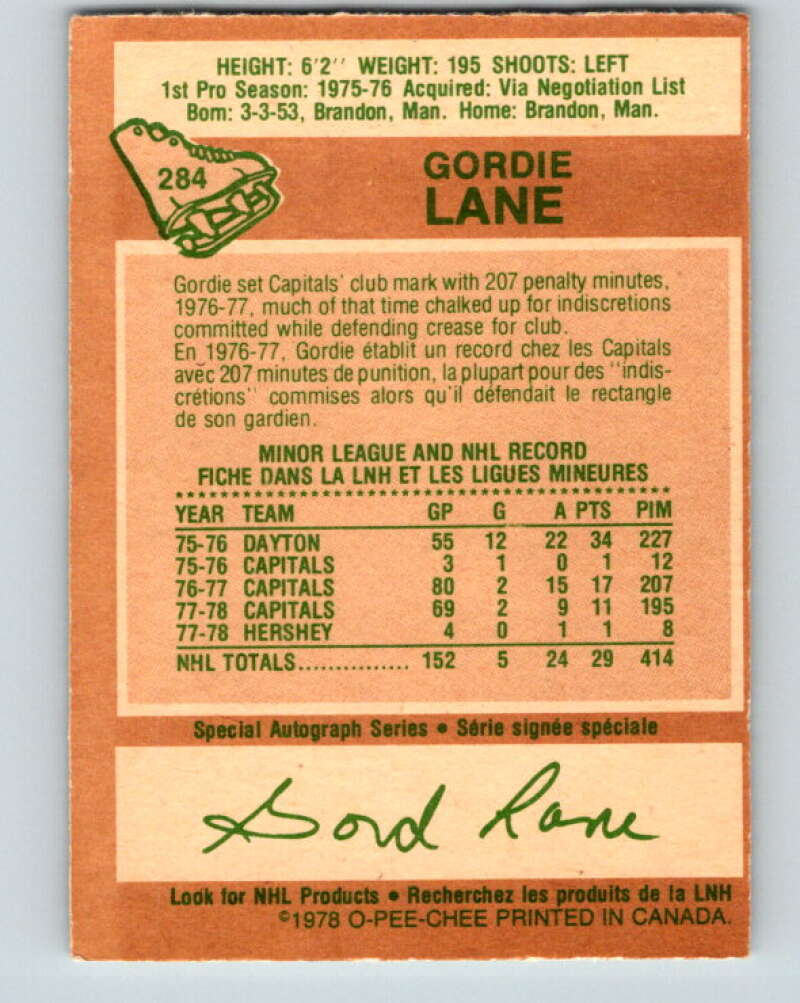 HEIGHT: 6'2'' WEIGHT: 195 SHOOTS: LEFT
1st Pro Season: 1975-76 Acquired: Via Negotiation List
Born: 3-3-53, Brandon, Man. Home: Brandon, Man.
284
GORDIE
LANE
Gordie set Capitals' club mark with 207 penalty minutes,
1976-77, much of that time chalked up for indiscretions
committed while defending crease for club.
En 1976-77, Gordie établit un record chez les Capitals
avec 207 minutes de punition, la plupart pour des ''indis-
crétions'' commises alors qu'il défendait le rectangle
de son gardien.
MINOR LEAGUE AND NHL RECORD
FICHE DANS LA LNH ET LES LIGUES MINEURES
YEAR TEAM GP G A PTS PIM
75-76 DAYTON 55 12 22 34 227
75-76 CAPITALS 3 1 0 1 12
76-77 CAPITALS 80 2 15 17 207
77-78 CAPITALS 69 2 9 11 195
77-78 HERSHEY 4 0 1 1 8
NHL TOTALS............... 152 5 24 29 414
Special Autograph Series • Série signée spéciale
Gord Lane
Look for NHL Products • Recherchez les produits de la LNH
©1978 O-PEE-CHEE PRINTED IN CANADA.